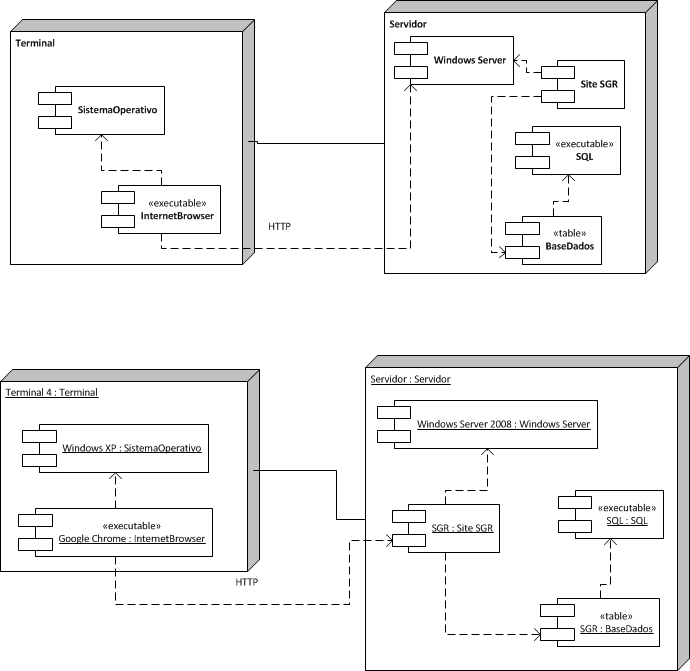 Terminal
SistemaOperativo
«executable»
InternetBrowser
HTTP
Servidor
Windows Server
Site SGR
«executable»
SQL
«table»
BaseDados
Terminal 4 : Terminal
Windows XP : SistemaOperativo
«executable»
Google Chrome : InternetBrowser
HTTP
Servidor : Servidor
Windows Server 2008 : Windows Server
SGR : Site SGR
«executable»
SQL : SQL
«table»
SGR : BaseDados